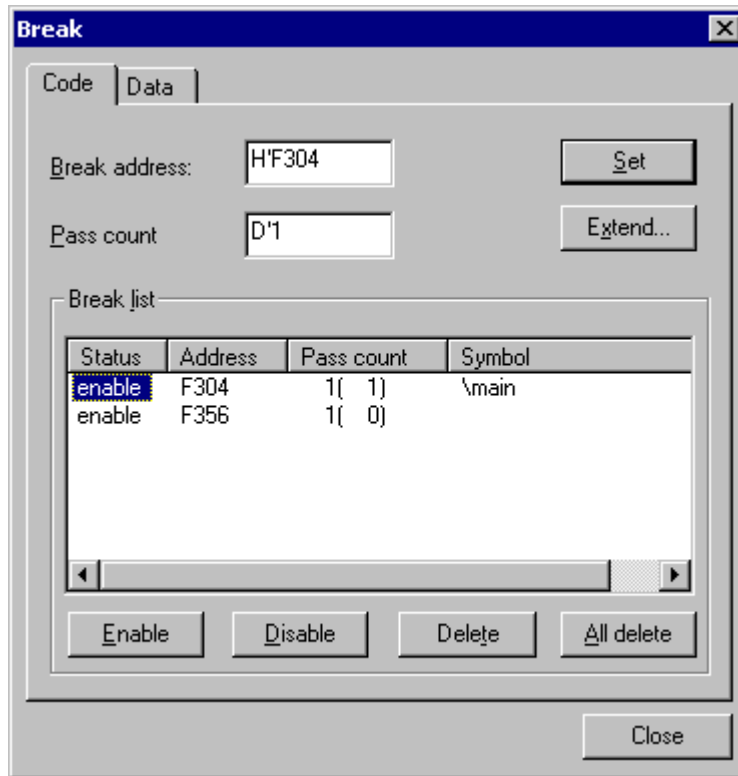 Break
Code Data
Break address: H'F304 Set
Pass count D'1 Extend...
Break list
Status Address Pass count Symbol
enable F304 1( 1) \main
enable F356 1( 0)
Enable Disable Delete All delete
Close